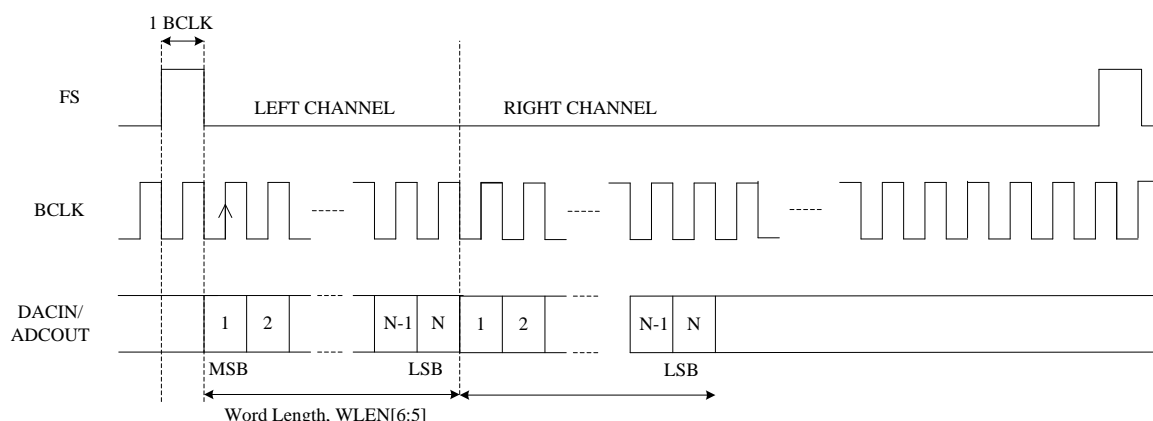 1 BCLK
FS
LEFT CHANNEL
RIGHT CHANNEL
BCLK
DACIN/
ADCOUT
1 2 N-1 N 1 2 N-1 N
MSB LSB LSB
Word Length, WLEN[6:5]